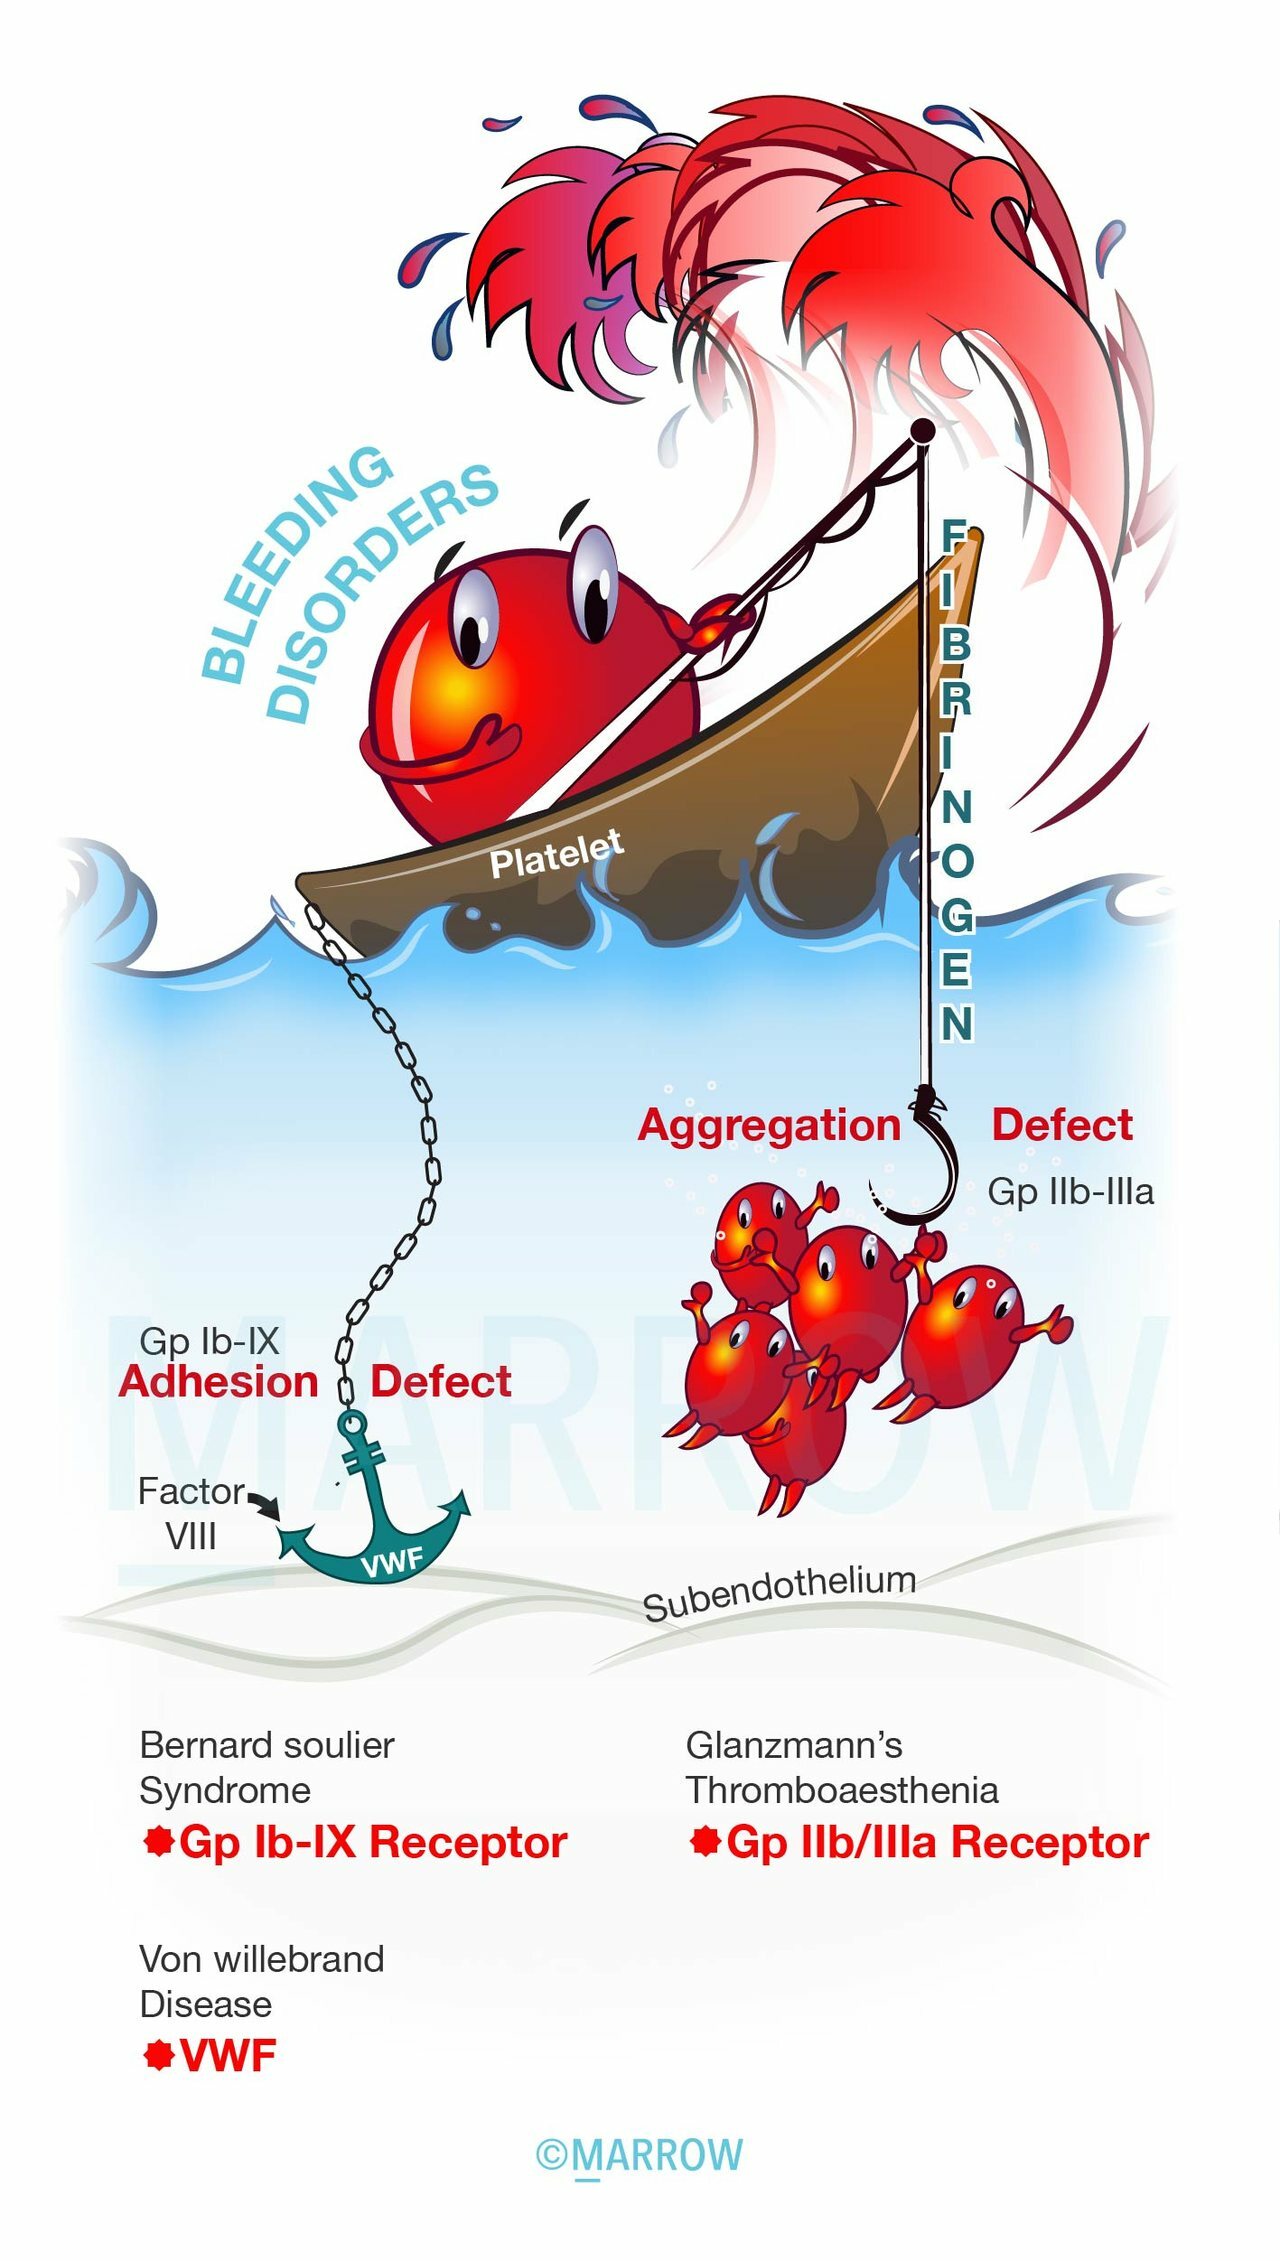 BLEEDING
DISORDERS
Platelet
FIBRINOGEN
Aggregation Defect
Gp IIb-IIIa
Gp Ib-IX
Adhesion Defect
Factor
VIII
VWF
Subendothelium
MARROW
Bernard soulier
Syndrome
Gp Ib-IX Receptor
Glanzmann’s
Thromboaesthenia
Gp IIb/IIIa Receptor
Von willebrand
Disease
VWF
©MARROW